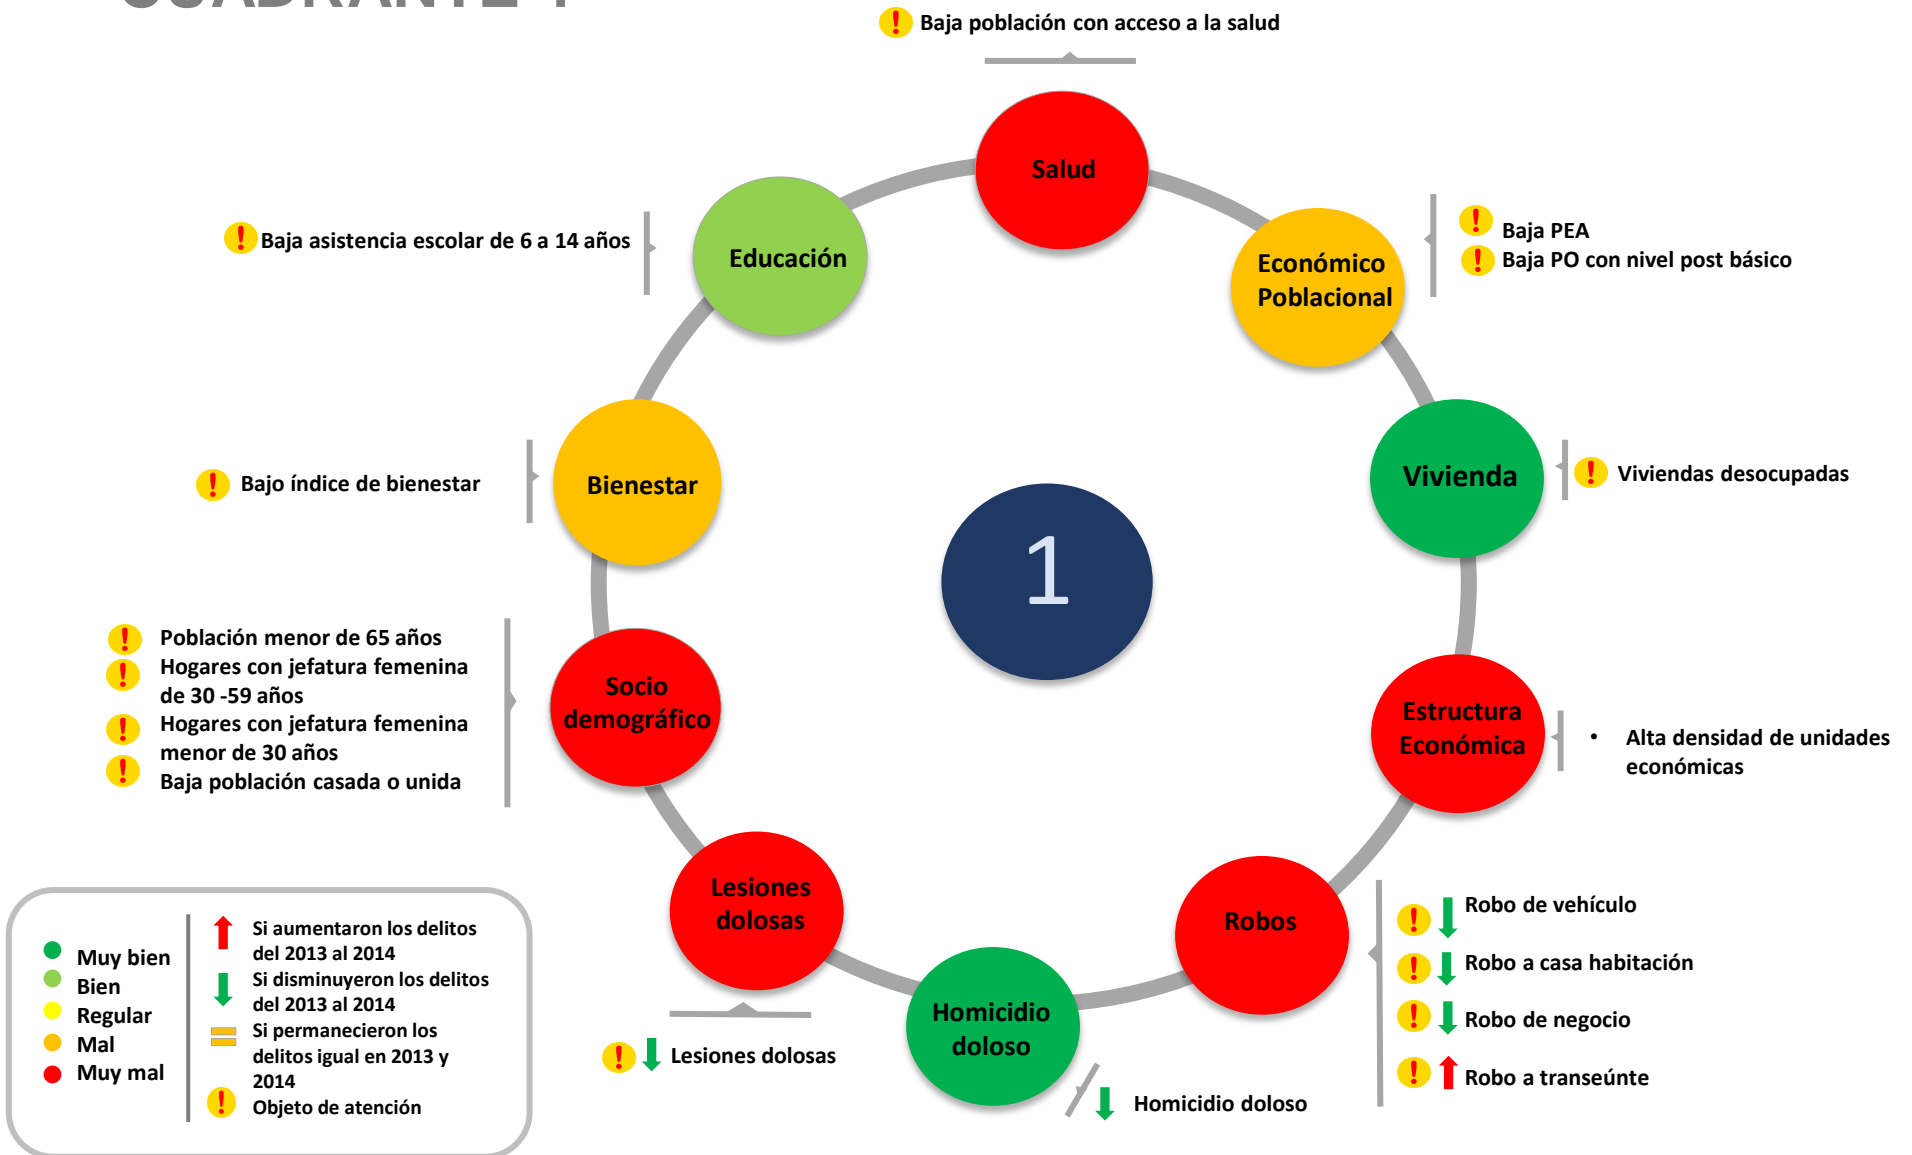 CUADRANTE 1
Baja población con acceso a la salud
Salud
Baja asistencia escolar de 6 a 14 años
Educación
Económico
Poblacional
Baja PEA
Baja PO con nivel post básico
Bajo índice de bienestar
Bienestar
Vivienda
Viviendas desocupadas
1
Población menor de 65 años
Hogares con jefatura femenina
de 30 -59 años
Hogares con jefatura femenina
menor de 30 años
Baja población casada o unida
Socio
demográfico
Estructura
Económica
• Alta densidad de unidades
económicas
Lesiones
dolosas
Lesiones dolosas
Homicidio
doloso
Homicidio doloso
Robos
Robo de vehículo
Robo a casa habitación
Robo de negocio
Robo a transeúnte
Muy bien
Bien
Regular
Mal
Muy mal
Si aumentaron los delitos
del 2013 al 2014
Si disminuyeron los delitos
del 2013 al 2014
Si permanecieron los
delitos igual en 2013 y
2014
Objeto de atención